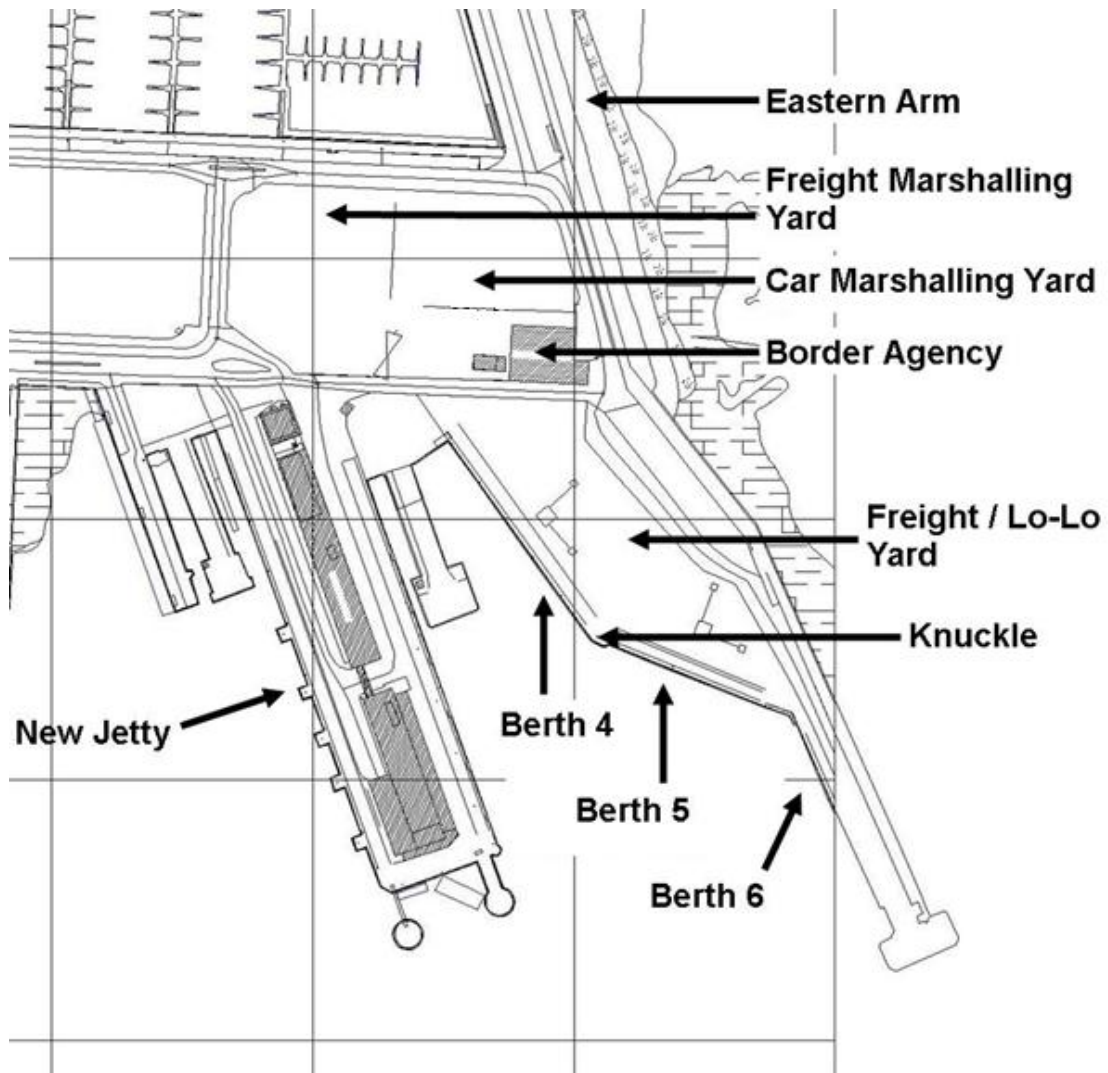 Eastern Arm
Freight Marshalling
Yard
Car Marshalling Yard
Border Agency
Freight / Lo-Lo
Yard
Knuckle
New Jetty
Berth 4
Berth 5
Berth 6